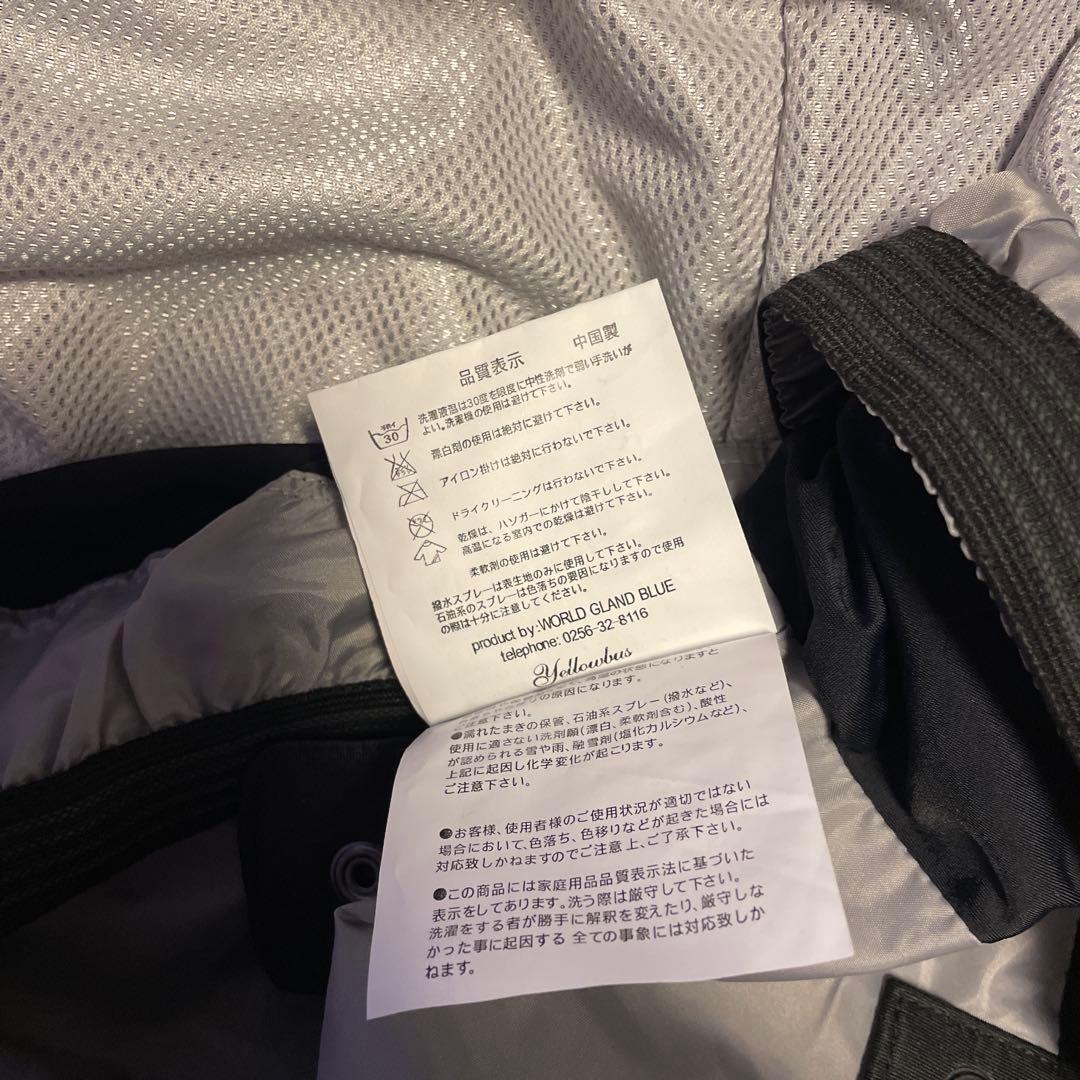 品質表示 中国製
手洗イ
30
洗濯液温は30度を限度に中性洗剤で弱い手洗いが
よい。洗濯機の使用は避けて下さい。
漂白剤の使用は絶対に避けて下さい。
アイロン掛けは絶対に行わないで下さい。
ドライクリーニングは行わないで下さい。
乾燥は、ハソガーにかけて陰干しして下さい。
高温になる室内での乾燥は避けて下さい。
柔軟剤の使用は避けて下さい。
撥水スプレーは表生地のみに使用して下さい。
石油系のスプレーは色落ちの要因になりますので使用
の際は十分に注意してください。
product by:WORLD GLAND BLUE
telephone: 0256-32-8116
Yellowbus
の状態になりますと
の原因になります。
ご注意下さい。
●濡れたまきの保管、石油系スプレー(撥水など)、
使用に適さない洗剤願(漂白、柔軟剤含む)、酸性
が認められる雪や雨、融雪剤(塩化カルシウムなど)、
上記に起因し化学変化が起こります。
ご注意下さい。
●お客様、使用者様のご使用状況が適切ではない
場合において、色落ち、色移りなどが起きた場合には
対応致しかねますのでご注意上、ご了承下さい。
●この商品には家庭用品品質表示法に基づいた
表示をしてあります。洗う際は厳守して下さい。
洗濯をする者が勝手に解釈を変えたり、厳守しな
かった事に起因する 全ての事象には対応致しか
ねます。